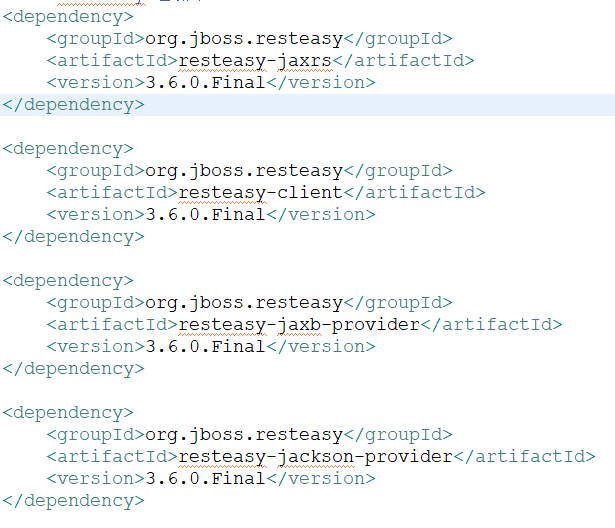 <dependency>
    <groupId>org.jboss.resteasy</groupId>
    <artifactId>resteasy-jaxrs</artifactId>
    <version>3.6.0.Final</version>
</dependency>

<dependency>
    <groupId>org.jboss.resteasy</groupId>
    <artifactId>resteasy-client</artifactId>
    <version>3.6.0.Final</version>
</dependency>

<dependency>
    <groupId>org.jboss.resteasy</groupId>
    <artifactId>resteasy-jaxb-provider</artifactId>
    <version>3.6.0.Final</version>
</dependency>

<dependency>
    <groupId>org.jboss.resteasy</groupId>
    <artifactId>resteasy-jackson-provider</artifactId>
    <version>3.6.0.Final</version>
</dependency>